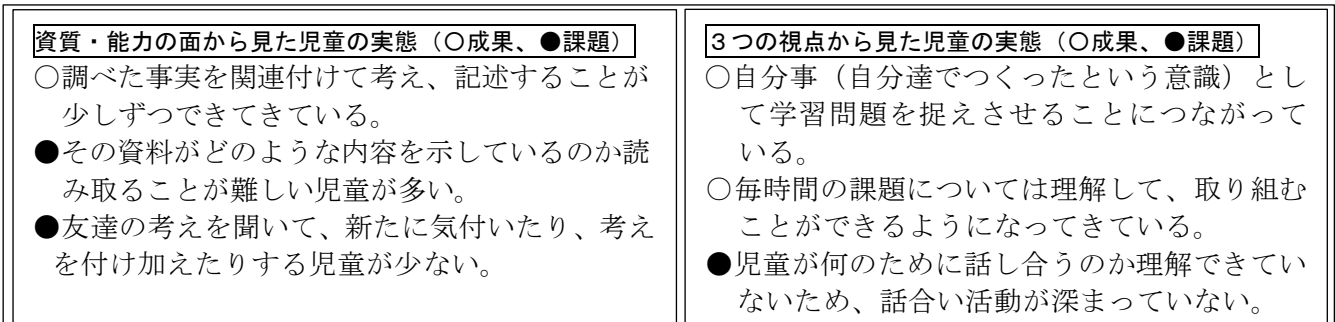 資質・能力の面から見た児童の実態（○成果、●課題）
○調べた事実を関連付けて考え、記述することが
少しずつできてきている。
●その資料がどのような内容を示しているのか読
み取ることが難しい児童が多い。
●友達の考えを聞いて、新たに気付いたり、考え
を付け加えたりする児童が少ない。
３つの視点から見た児童の実態（○成果、●課題）
○自分事（自分達でつくったという意識）とし
て学習問題を捉えさせることにつながって
いる。
○毎時間の課題については理解して、取り組む
ことができるようになってきている。
●児童が何のために話し合うのか理解できてい
ないため、話合い活動が深まっていない。